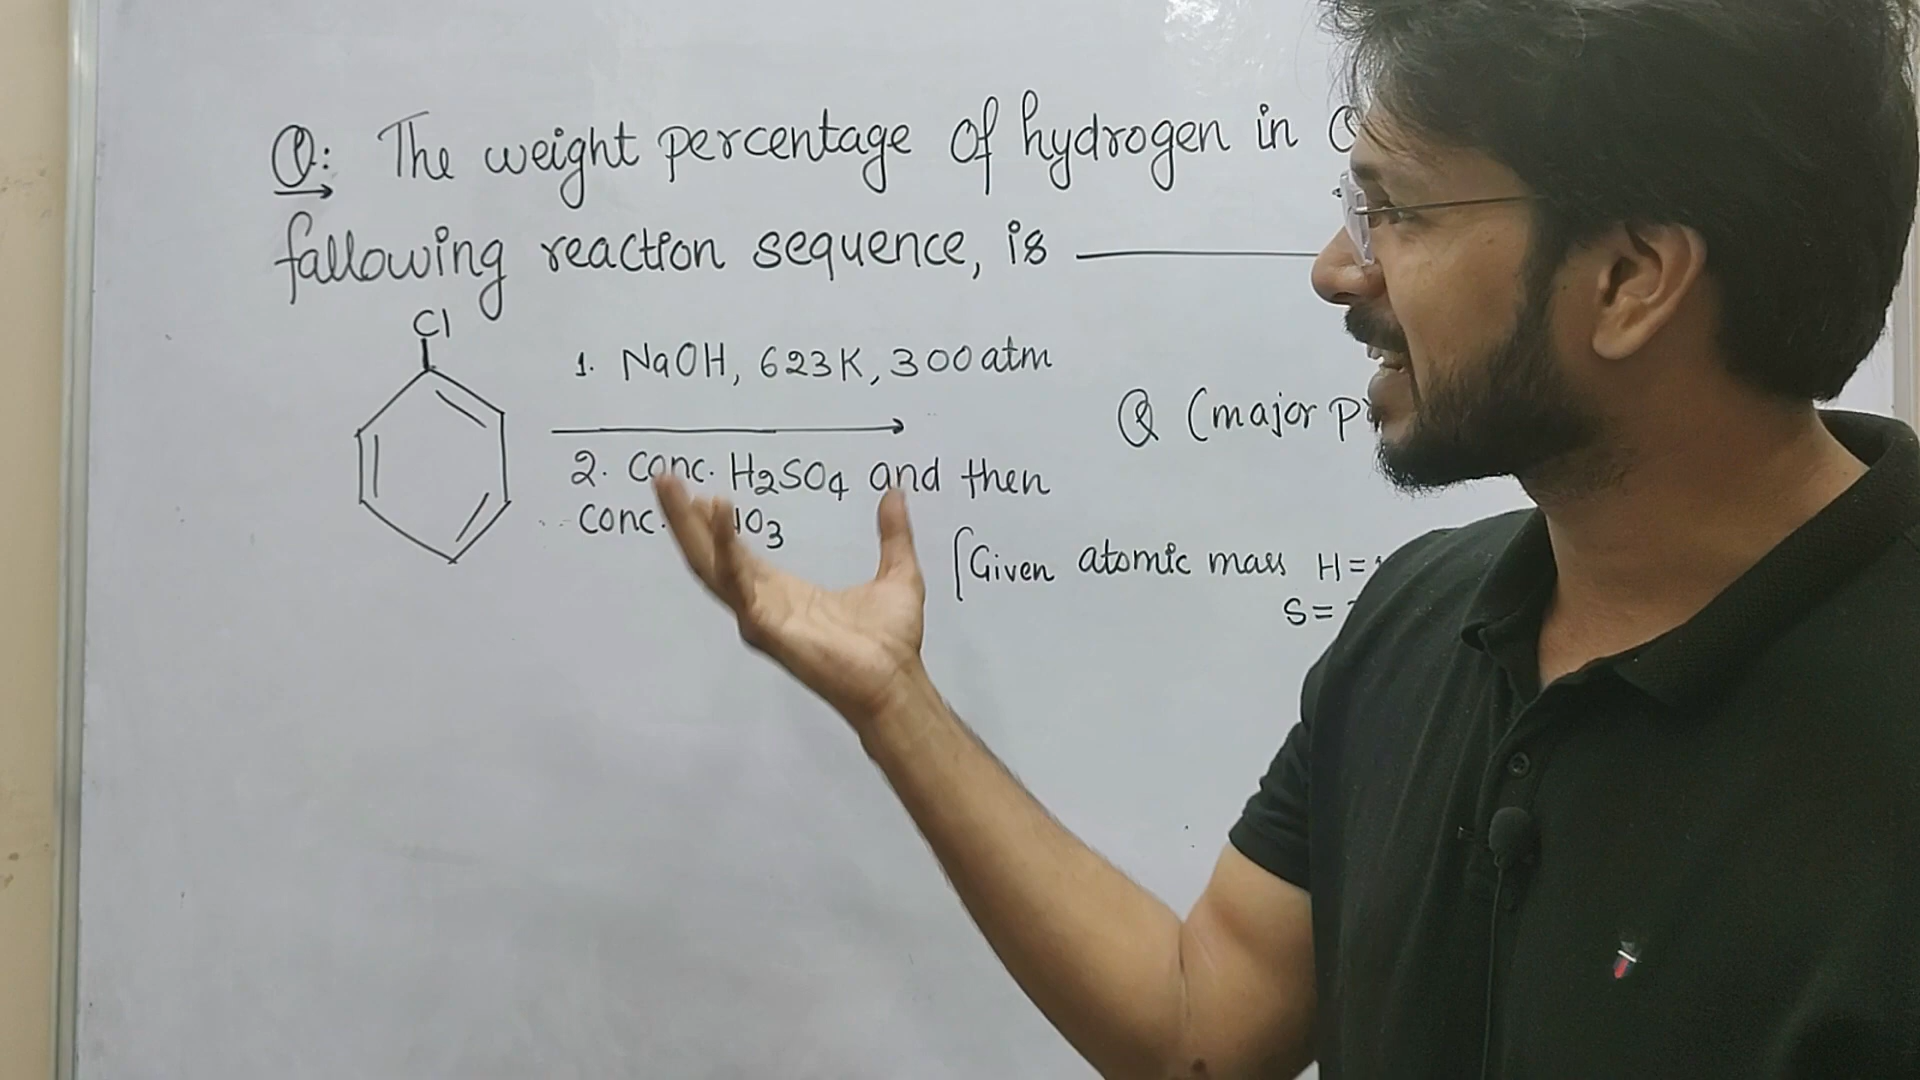 Q: The weight percentage of hydrogen in Q
fallowing reaction sequence, is
Cl
1. NaOH, 623K, 300 atm
Q (major
2. Conc. H2SO4 and then
Conc.
[Given atomic mass H =
S =